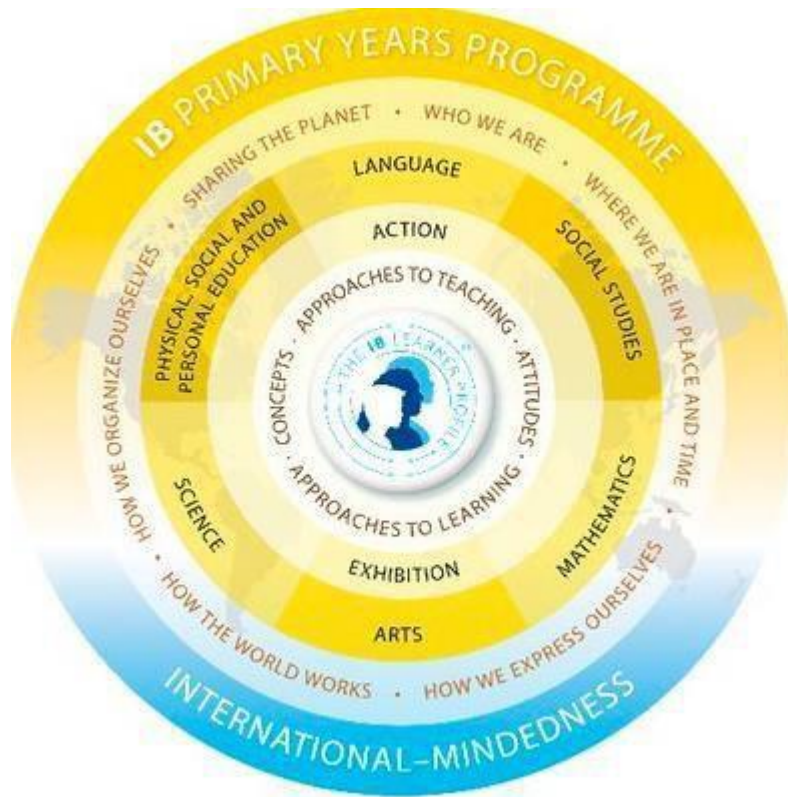 IB PRIMARY YEARS PROGRAMME
SHARING THE PLANET • WHO WE ARE • WHERE WE ARE IN PLACE AND TIME • HOW WE EXPRESS OURSELVES • HOW THE WORLD WORKS • HOW WE ORGANIZE OURSELVES •
LANGUAGE
SOCIAL STUDIES
MATHEMATICS
ARTS
SCIENCE
PHYSICAL, SOCIAL AND
PERSONAL EDUCATION
ACTION
EXHIBITION
APPROACHES TO TEACHING · ATTITUDES · APPROACHES TO LEARNING · CONCEPTS ·
THE IB LEARNER PROFILE
INTERNATIONAL–MINDEDNESS